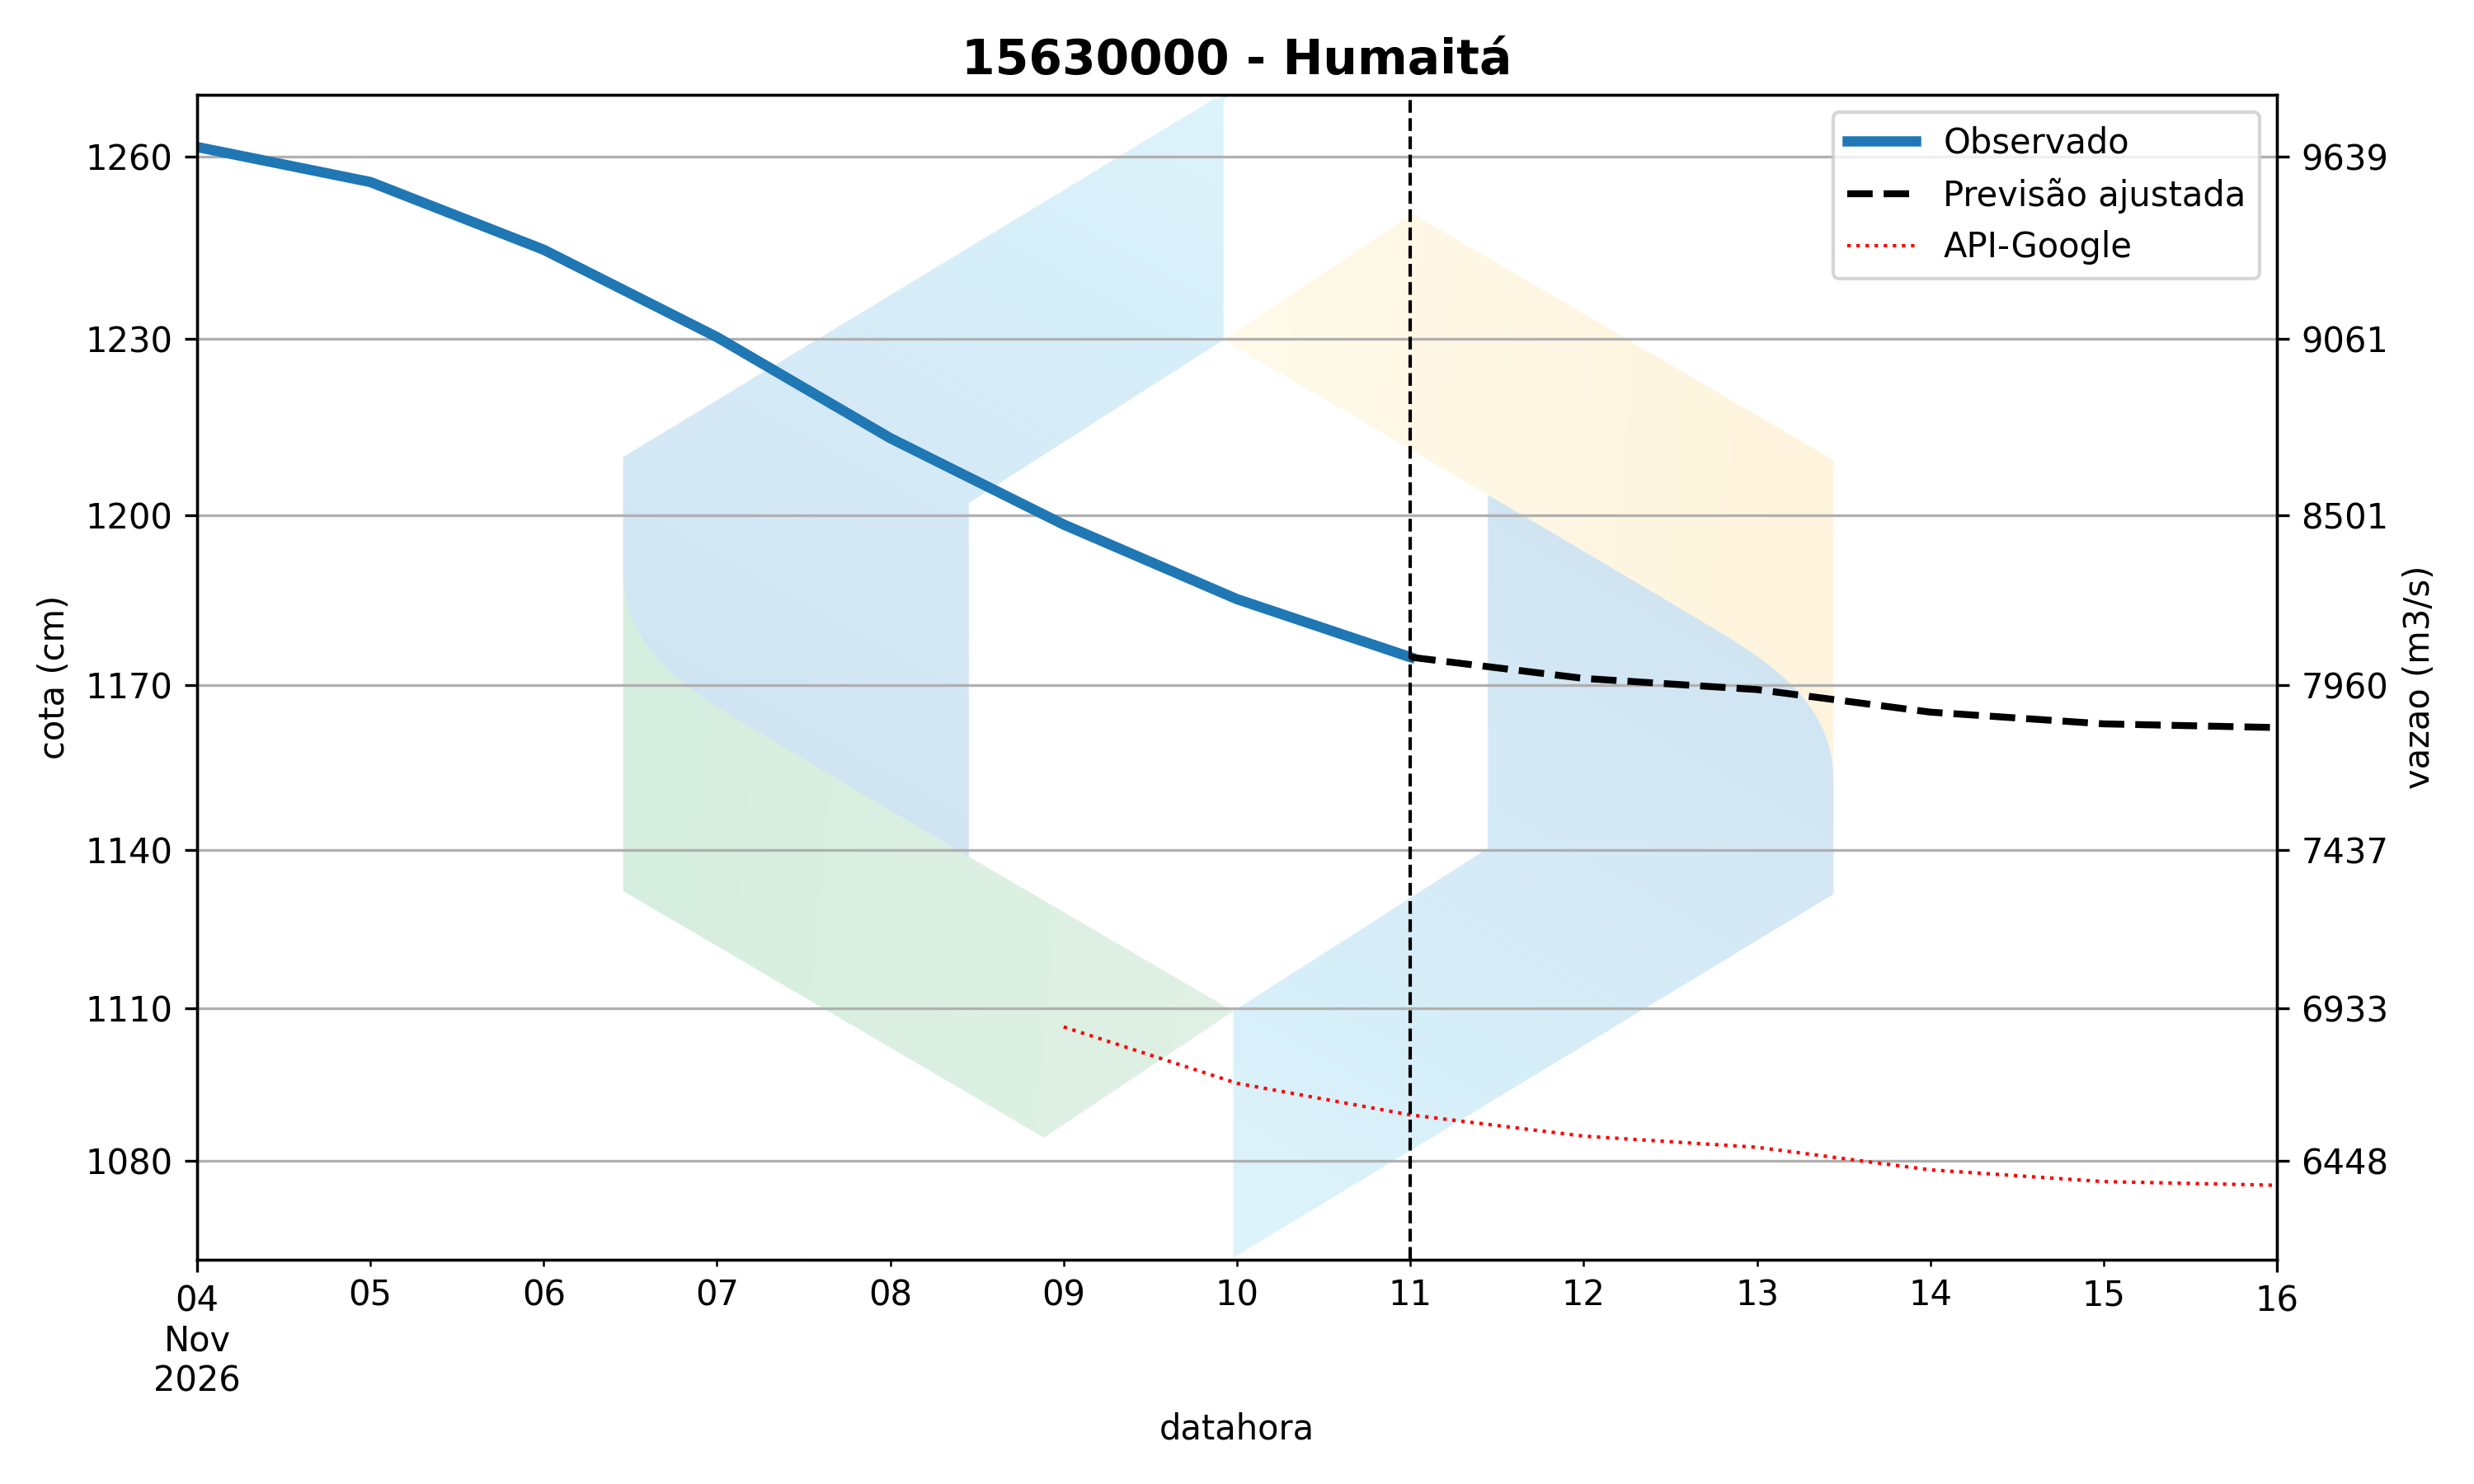 15630000 - Humaitá
Observado
Previsão ajustada
API-Google
cota (cm)
1260
1230
1200
1170
1140
1110
1080
9639
9061
8501
7960
7437
6933
6448
vazao (m3/s)
04 05 06 07 08 09 10 11 12 13 14 15 16
Nov
2026
datahora